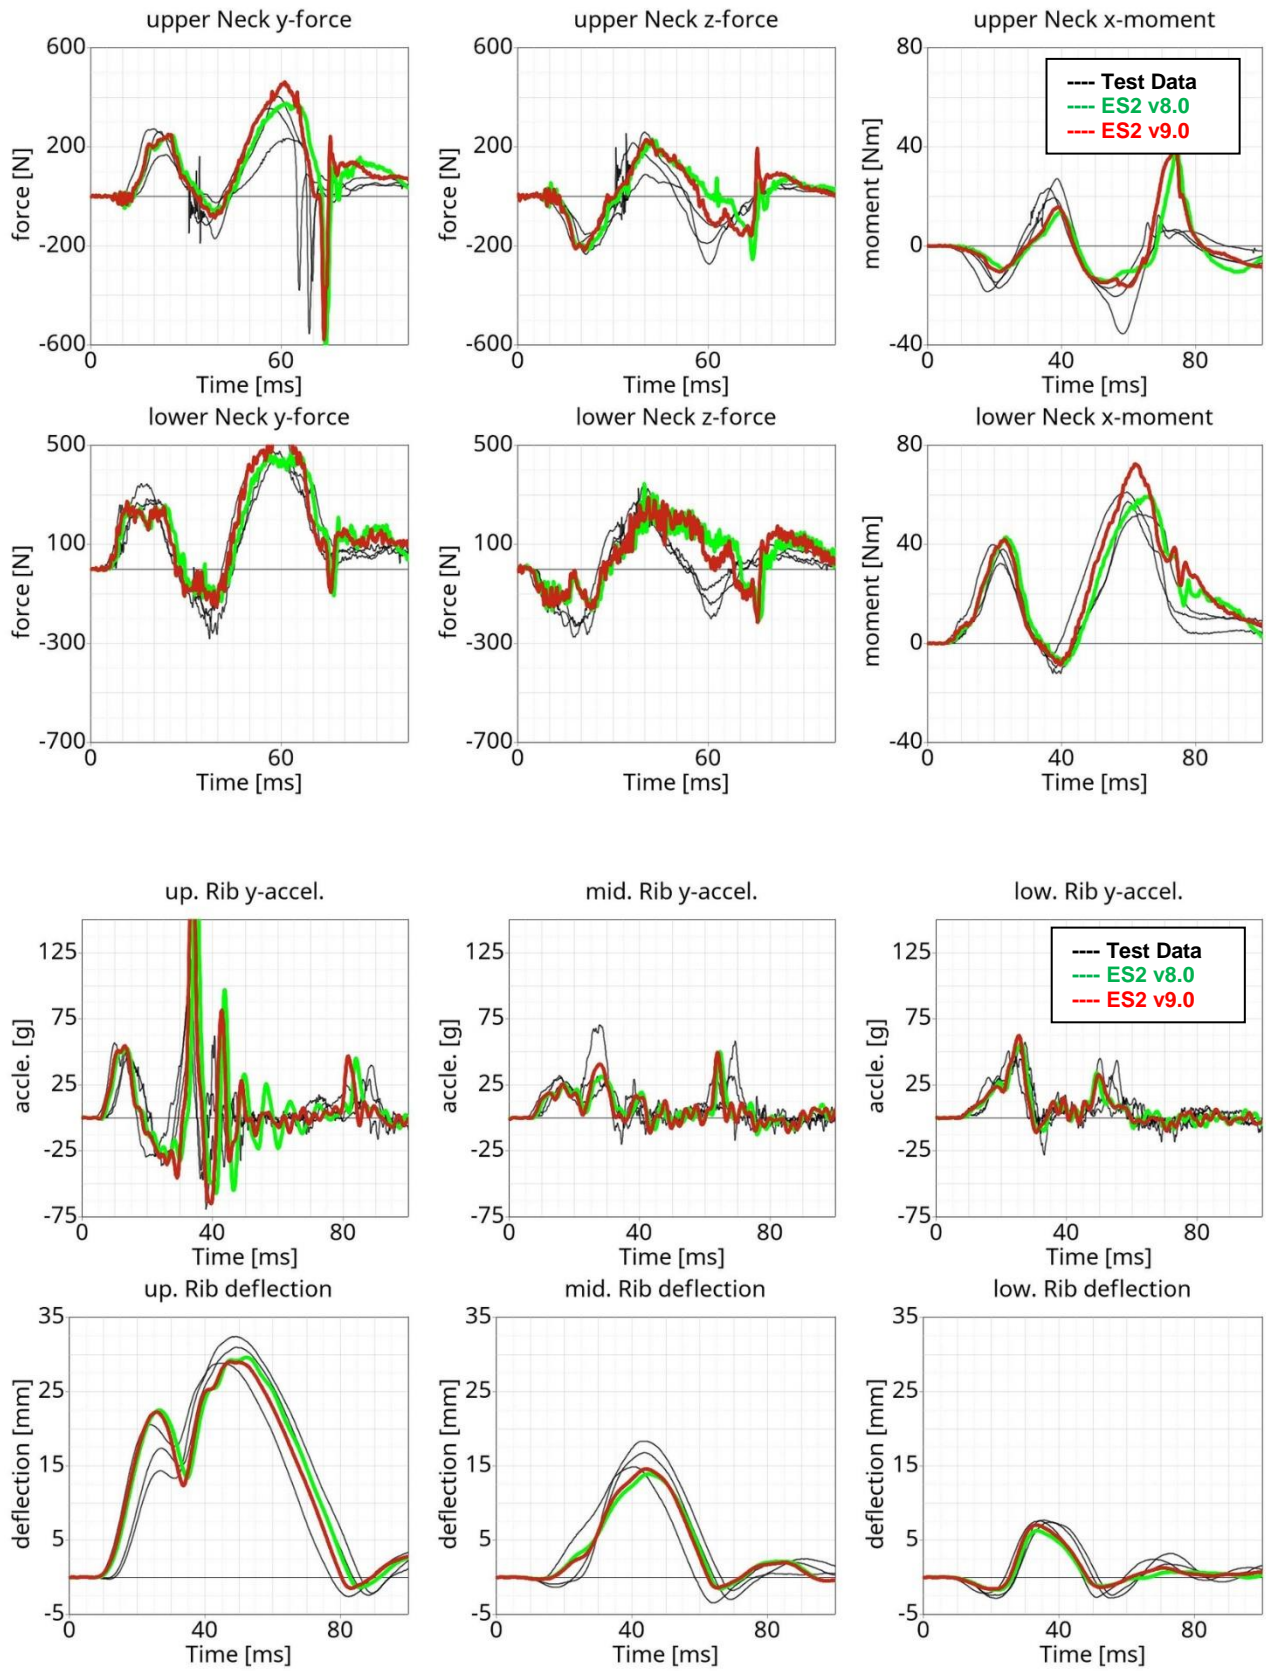 upper Neck y-force
upper Neck z-force
upper Neck x-moment
600
200
-200
-600
force [N]
0
60
Time [ms]
600
200
-200
-600
force [N]
0
60
Time [ms]
80
40
0
-40
moment [Nm]
0
40
80
Time [ms]
---- Test Data
---- ES2 v8.0
---- ES2 v9.0
lower Neck y-force
lower Neck z-force
lower Neck x-moment
500
100
-300
-700
force [N]
0
60
Time [ms]
500
100
-300
-700
force [N]
0
60
Time [ms]
80
40
0
-40
moment [Nm]
0
40
80
Time [ms]
up. Rib y-accel.
mid. Rib y-accel.
low. Rib y-accel.
125
75
25
-25
-75
accle. [g]
0
40
80
Time [ms]
125
75
25
-25
-75
accle. [g]
0
40
80
Time [ms]
125
75
25
-25
-75
accle. [g]
0
40
80
Time [ms]
---- Test Data
---- ES2 v8.0
---- ES2 v9.0
up. Rib deflection
mid. Rib deflection
low. Rib deflection
35
25
15
5
-5
deflection [mm]
0
40
80
Time [ms]
35
25
15
5
-5
deflection [mm]
0
40
80
Time [ms]
35
25
15
5
-5
deflection [mm]
0
40
80
Time [ms]